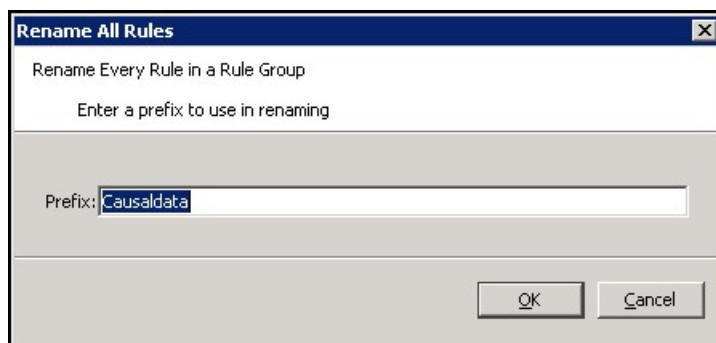 Rename All Rules
Rename Every Rule in a Rule Group
Enter a prefix to use in renaming
Prefix: Causaldata
OK Cancel